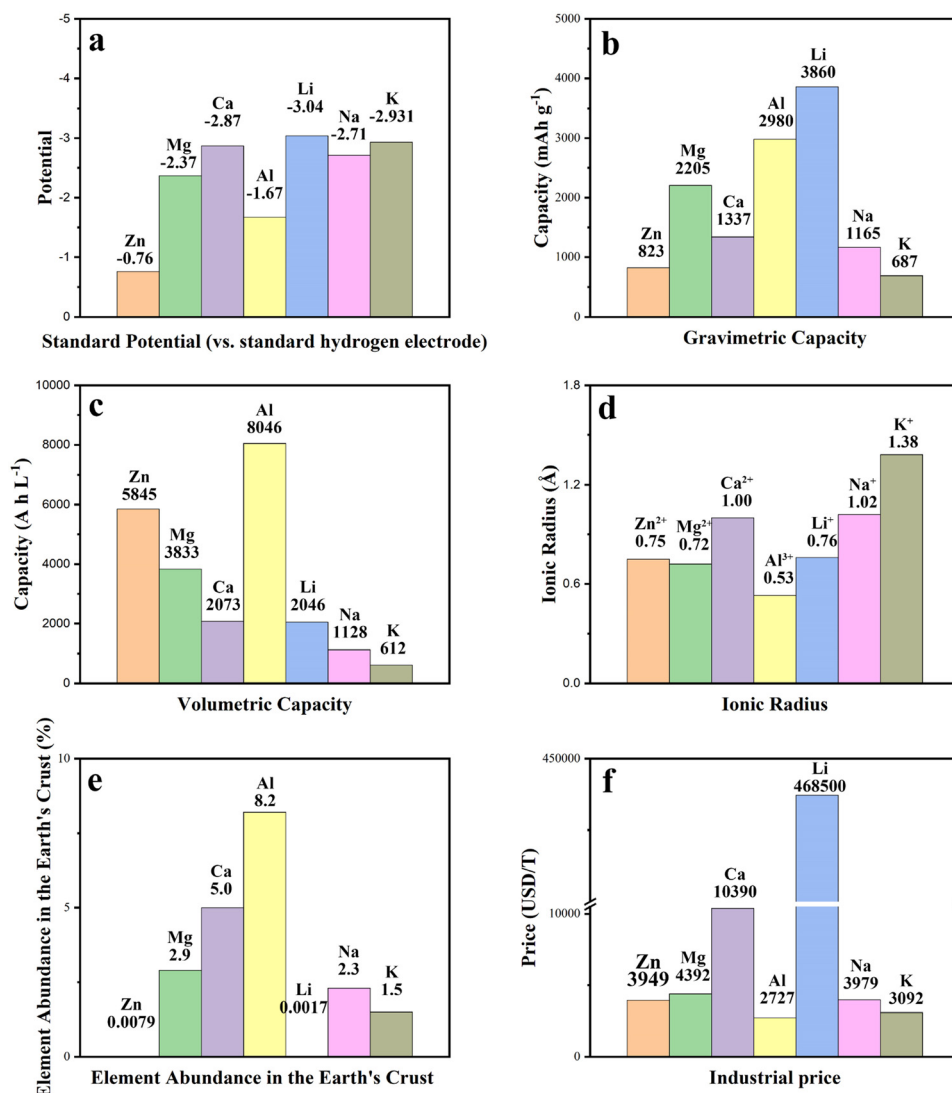 a
Potential
-5
-4
-3
-2
-1
0
Zn
-0.76
Mg
-2.37
Ca
-2.87
Al
-1.67
Li
-3.04
Na
-2.71
K
-2.931
Standard Potential (vs. standard hydrogen electrode)
b
Capacity (mAh g⁻¹)
5000
4000
3000
2000
1000
0
Zn
823
Mg
2205
Ca
1337
Al
2980
Li
3860
Na
1165
K
687
Gravimetric Capacity
c
Capacity (A h L⁻¹)
10000
8000
6000
4000
2000
0
Zn
5845
Mg
3833
Ca
2073
Al
8046
Li
2046
Na
1128
K
612
Volumetric Capacity
d
Ionic Radius (Å)
1.8
1.2
0.6
0.0
Zn²⁺
0.75
Mg²⁺
0.72
Ca²⁺
1.00
Al³⁺
0.53
Li⁺
0.76
Na⁺
1.02
K⁺
1.38
Ionic Radius
e
Element Abundance in the Earth's Crust (%)
10
5
0
Zn
0.0079
Mg
2.9
Ca
5.0
Al
8.2
Li
0.0017
Na
2.3
K
1.5
Element Abundance in the Earth's Crust
f
Price (USD/T)
450000
10000
0
Zn
3949
Mg
4392
Ca
10390
Al
2727
Li
468500
Na
3979
K
3092
Industrial price